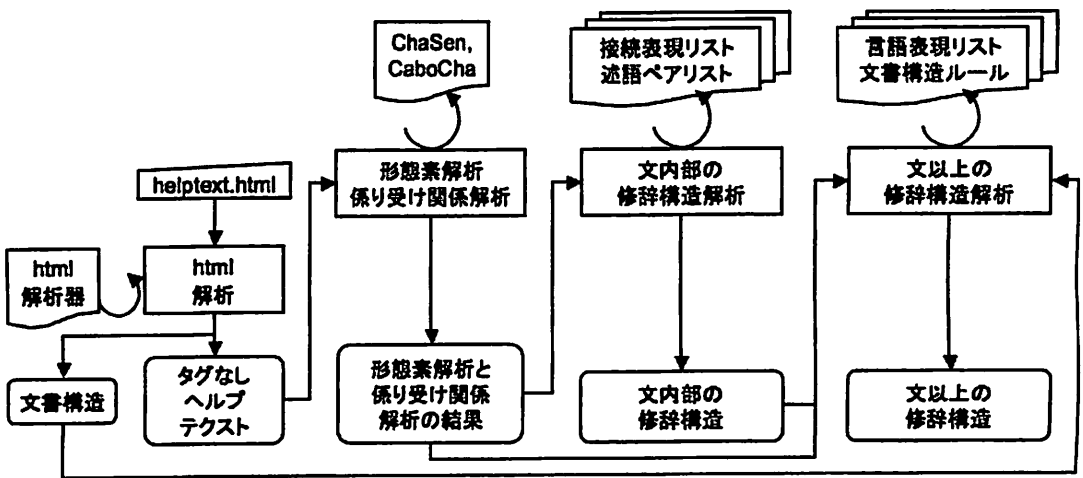 ChaSen,
CaboCha
接続表現リスト
述語ペアリスト
言語表現リスト
文書構造ルール
helptext.html
形態素解析
係り受け関係解析
文内部の
修辞構造解析
文以上の
修辞構造解析
html
解析器
html
解析
文書構造
タグなし
ヘルプ
テクスト
形態素解析と
係り受け関係
解析の結果
文内部の
修辞構造
文以上の
修辞構造